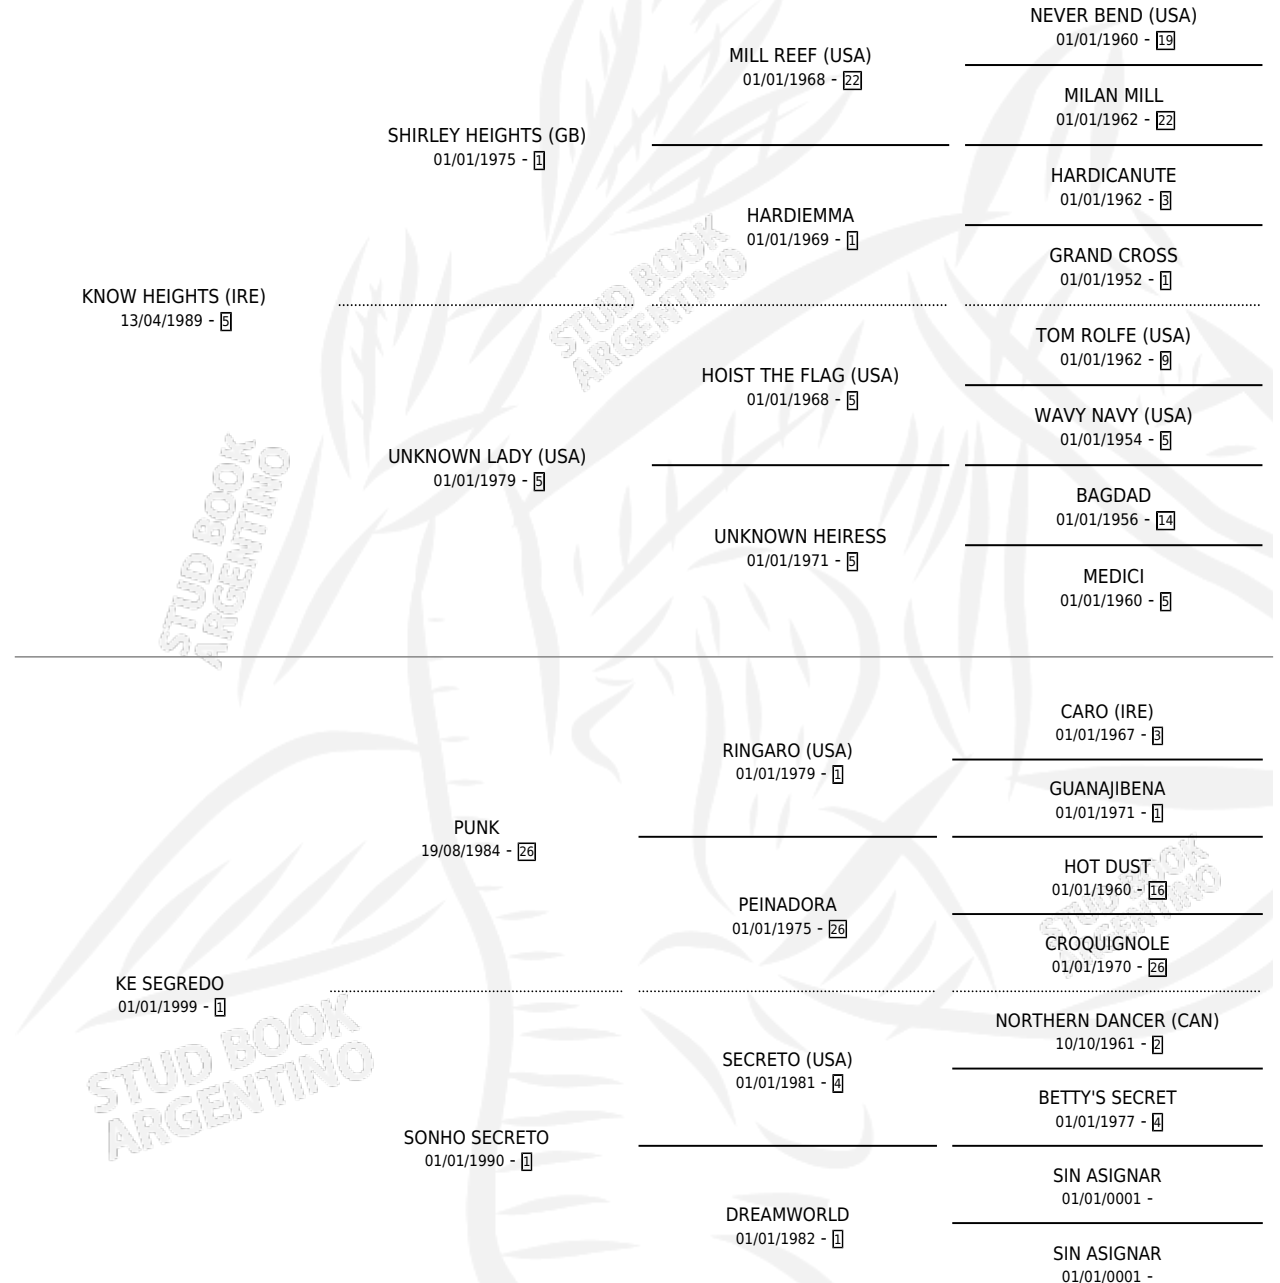 NEVER BEND (USA)
01/01/1960 - 19
MILL REEF (USA)
01/01/1968 - 22
MILAN MILL
01/01/1962 - 22
SHIRLEY HEIGHTS (GB)
01/01/1975 - 1
HARDICANUTE
01/01/1962 - 3
HARDIEMMA
01/01/1969 - 1
GRAND CROSS
01/01/1952 - 1
KNOW HEIGHTS (IRE)
13/04/1989 - 5
TOM ROLFE (USA)
01/01/1962 - 9
HOIST THE FLAG (USA)
01/01/1968 - 5
WAVY NAVY (USA)
01/01/1954 - 5
UNKNOWN LADY (USA)
01/01/1979 - 5
BAGDAD
01/01/1956 - 14
UNKNOWN HEIRESS
01/01/1971 - 5
MEDICI
01/01/1960 - 5
CARO (IRE)
01/01/1967 - 3
RINGARO (USA)
01/01/1979 - 1
GUANAJIBENA
01/01/1971 - 1
PUNK
19/08/1984 - 26
HOT DUST
01/01/1960 - 16
PEINADORA
01/01/1975 - 26
CROQUIGNOLE
01/01/1970 - 26
KE SEGREDO
01/01/1999 - 1
NORTHERN DANCER (CAN)
10/10/1961 - 2
SECRETO (USA)
01/01/1981 - 4
BETTY'S SECRET
01/01/1977 - 4
SONHO SECRETO
01/01/1990 - 1
SIN ASIGNAR
01/01/0001 -
DREAMWORLD
01/01/1982 - 1
SIN ASIGNAR
01/01/0001 -
STUD BOOK
ARGENTINO
STUD BOOK
ARGENTINO
STUD BOOK
ARGENTINO
STUD BOOK
ARGENTINO